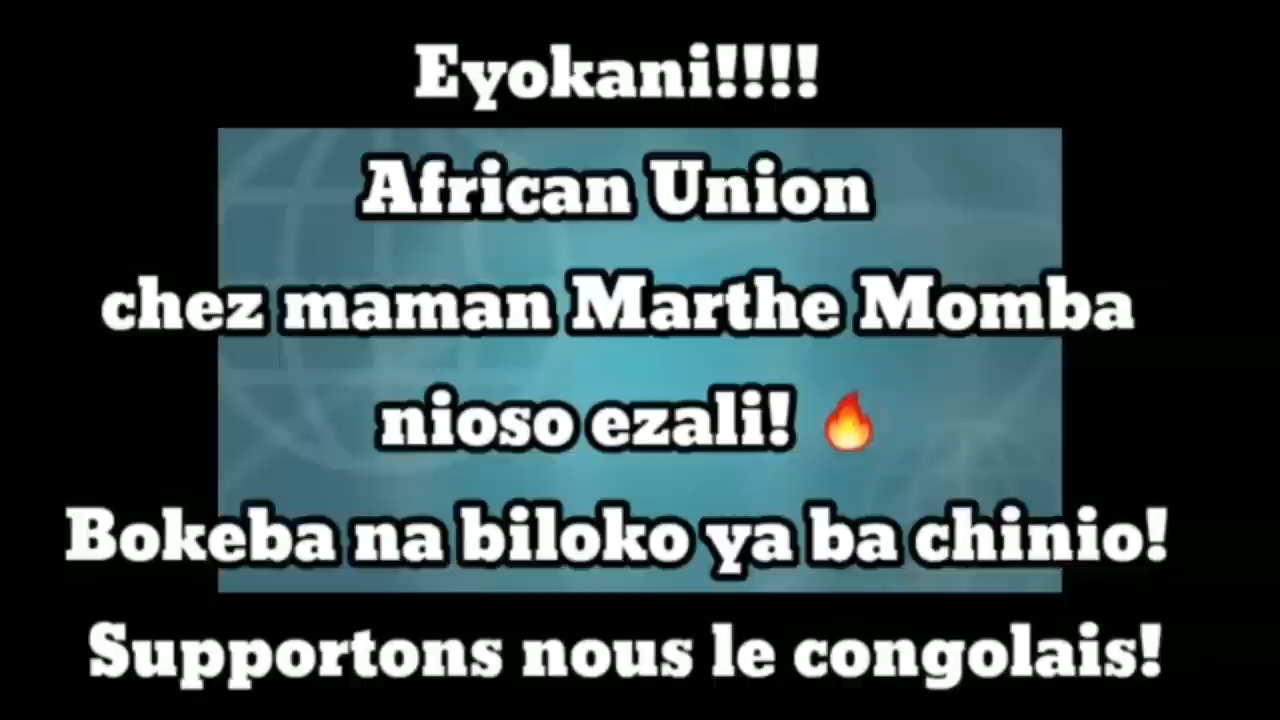 Eyokani!!!!
African Union
chez maman Marthe Momba
nioso ezali! 🔥
Bokeba na biloko ya ba chinio!
Supportons nous le congolais!